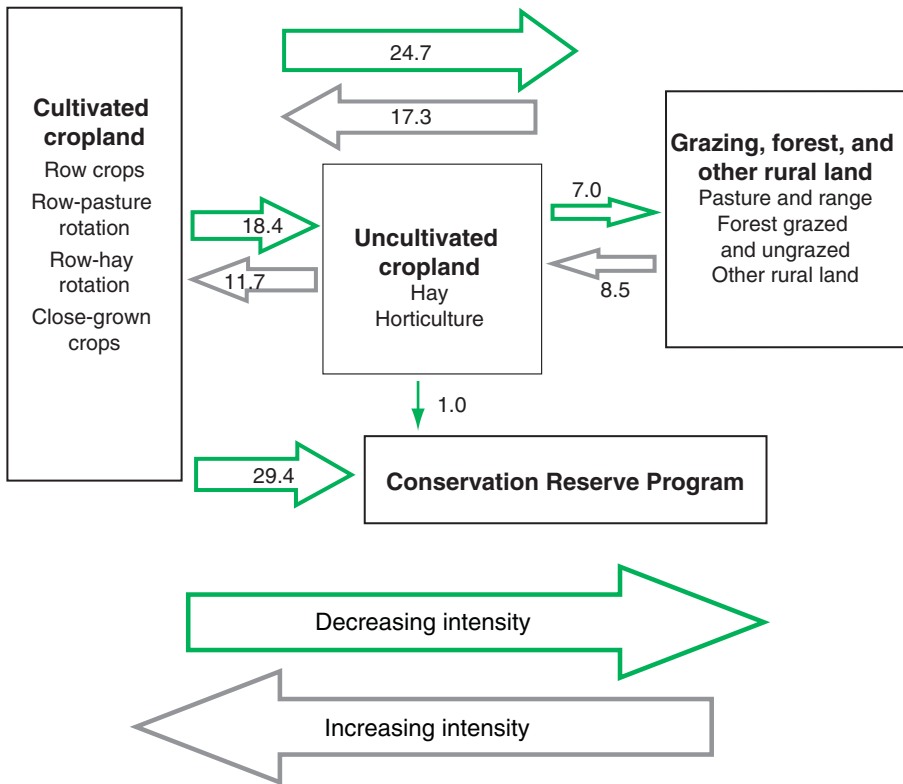 24.7
17.3
Cultivated
cropland
Row crops
Row-pasture
rotation
Row-hay
rotation
Close-grown
crops
18.4
11.7
Uncultivated
cropland
Hay
Horticulture
7.0
8.5
Grazing, forest, and
other rural land
Pasture and range
Forest grazed
and ungrazed
Other rural land
1.0
29.4
Conservation Reserve Program
Decreasing intensity
Increasing intensity